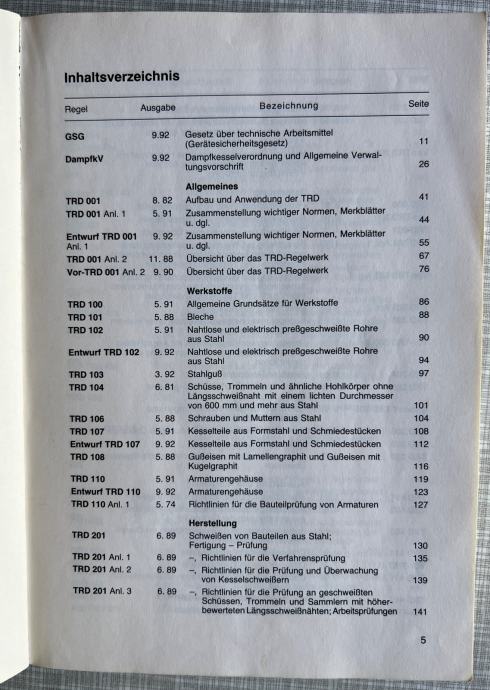 Inhaltsverzeichnis
Regel Ausgabe Bezeichnung Seite
GSG 9.92 Gesetz über technische Arbeitsmittel
(Gerätesicherheitsgesetz) 11
DampfkV 9.92 Dampfkesselverordnung und Allgemeine Verwal-
tungsvorschrift 26
Allgemeines
TRD 001 8. 82 Aufbau und Anwendung der TRD 41
TRD 001 Anl. 1 5. 91 Zusammenstellung wichtiger Normen, Merkblätter
u. dgl. 44
Entwurf TRD 001 9. 92 Zusammenstellung wichtiger Normen, Merkblätter
Anl. 1 u. dgl. 55
TRD 001 Anl. 2 11. 88 Übersicht über das TRD-Regelwerk 67
Vor-TRD 001 Anl. 2 9. 90 Übersicht über das TRD-Regelwerk 76
Werkstoffe
TRD 100 5. 91 Allgemeine Grundsätze für Werkstoffe 86
TRD 101 5. 88 Bleche 88
TRD 102 5. 91 Nahtlose und elektrisch preßgeschweißte Rohre
aus Stahl 90
Entwurf TRD 102 9. 92 Nahtlose und elektrisch preßgeschweißte Rohre
aus Stahl 94
TRD 103 3. 92 Stahlguß 97
TRD 104 6. 81 Schüsse, Trommeln und ähnliche Hohlkörper ohne
Längsschweißnaht mit einem lichten Durchmesser
von 600 mm und mehr aus Stahl 101
TRD 106 5. 88 Schrauben und Muttern aus Stahl 104
TRD 107 5. 91 Kesselteile aus Formstahl und Schmiedestücken 108
Entwurf TRD 107 9. 92 Kesselteile aus Formstahl und Schmiedestücken 112
TRD 108 5. 88 Gußeisen mit Lamellengraphit und Gußeisen mit
Kugelgraphit 116
TRD 110 5. 91 Armaturengehäuse 119
Entwurf TRD 110 9. 92 Armaturengehäuse 123
TRD 110 Anl. 1 5. 74 Richtlinien für die Bauteilprüfung von Armaturen 127
Herstellung
TRD 201 6. 89 Schweißen von Bauteilen aus Stahl;
Fertigung – Prüfung 130
TRD 201 Anl. 1 6. 89 –, Richtlinien für die Verfahrensprüfung 135
TRD 201 Anl. 2 6. 89 –, Richtlinien für die Prüfung und Überwachung
von Kesselschweißern 139
TRD 201 Anl. 3 6. 89 –, Richtlinien für die Prüfung an geschweißten
Schüssen, Trommeln und Sammlern mit höher-
bewerteten Längsschweißnähten; Arbeitsprüfungen 141
5